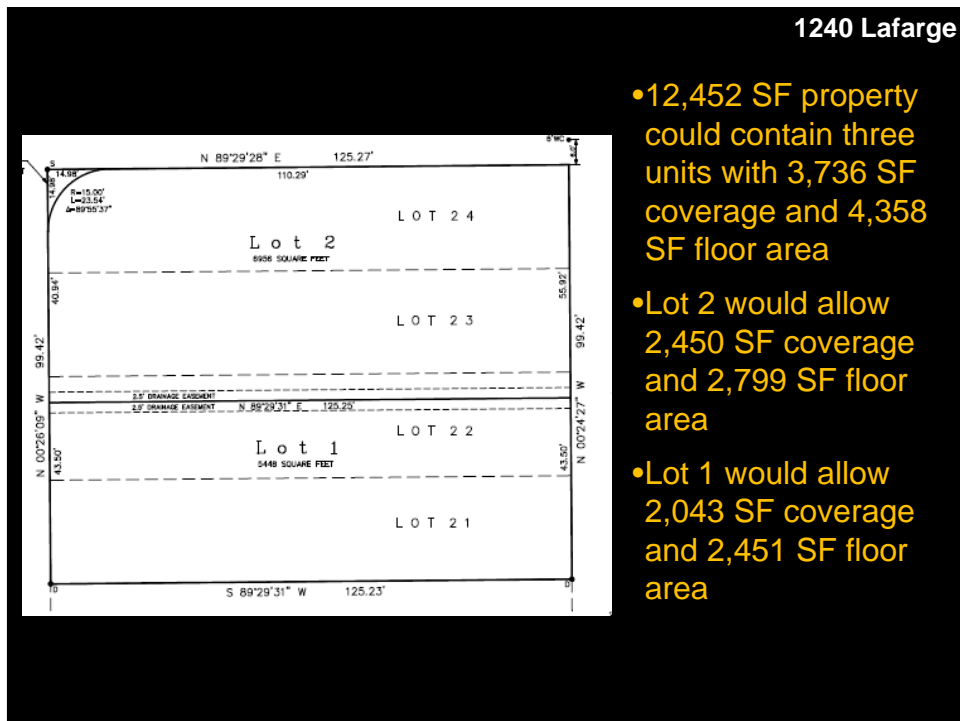 1240 Lafarge
•12,452 SF property
could contain three
units with 3,736 SF
coverage and 4,358
SF floor area
•Lot 2 would allow
2,450 SF coverage
and 2,799 SF floor
area
•Lot 1 would allow
2,043 SF coverage
and 2,451 SF floor
area
S
N 89°29'28" E 125.27'
14.98'
110.29'
14.98'
R=15.00'
L=23.54'
Δ=89°55'37"
LOT 24
Lot 2
6956 SQUARE FEET
40.94'
55.92'
LOT 23
N 00°26'09" W 99.42'
N 00°24'27" W 99.42'
2.5' DRAINAGE EASEMENT
2.5' DRAINAGE EASEMENT
N 89°29'31" E 125.25'
LOT 22
Lot 1
5448 SQUARE FEET
43.50'
43.50'
LOT 21
D
D
S 89°29'31" W 125.23'